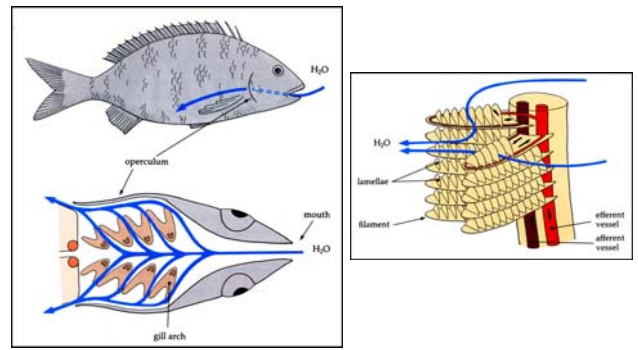 H₂O
operculum
mouth
H₂O
gill arch
H₂O
lamellae
filament
efferent
vessel
afferent
vessel